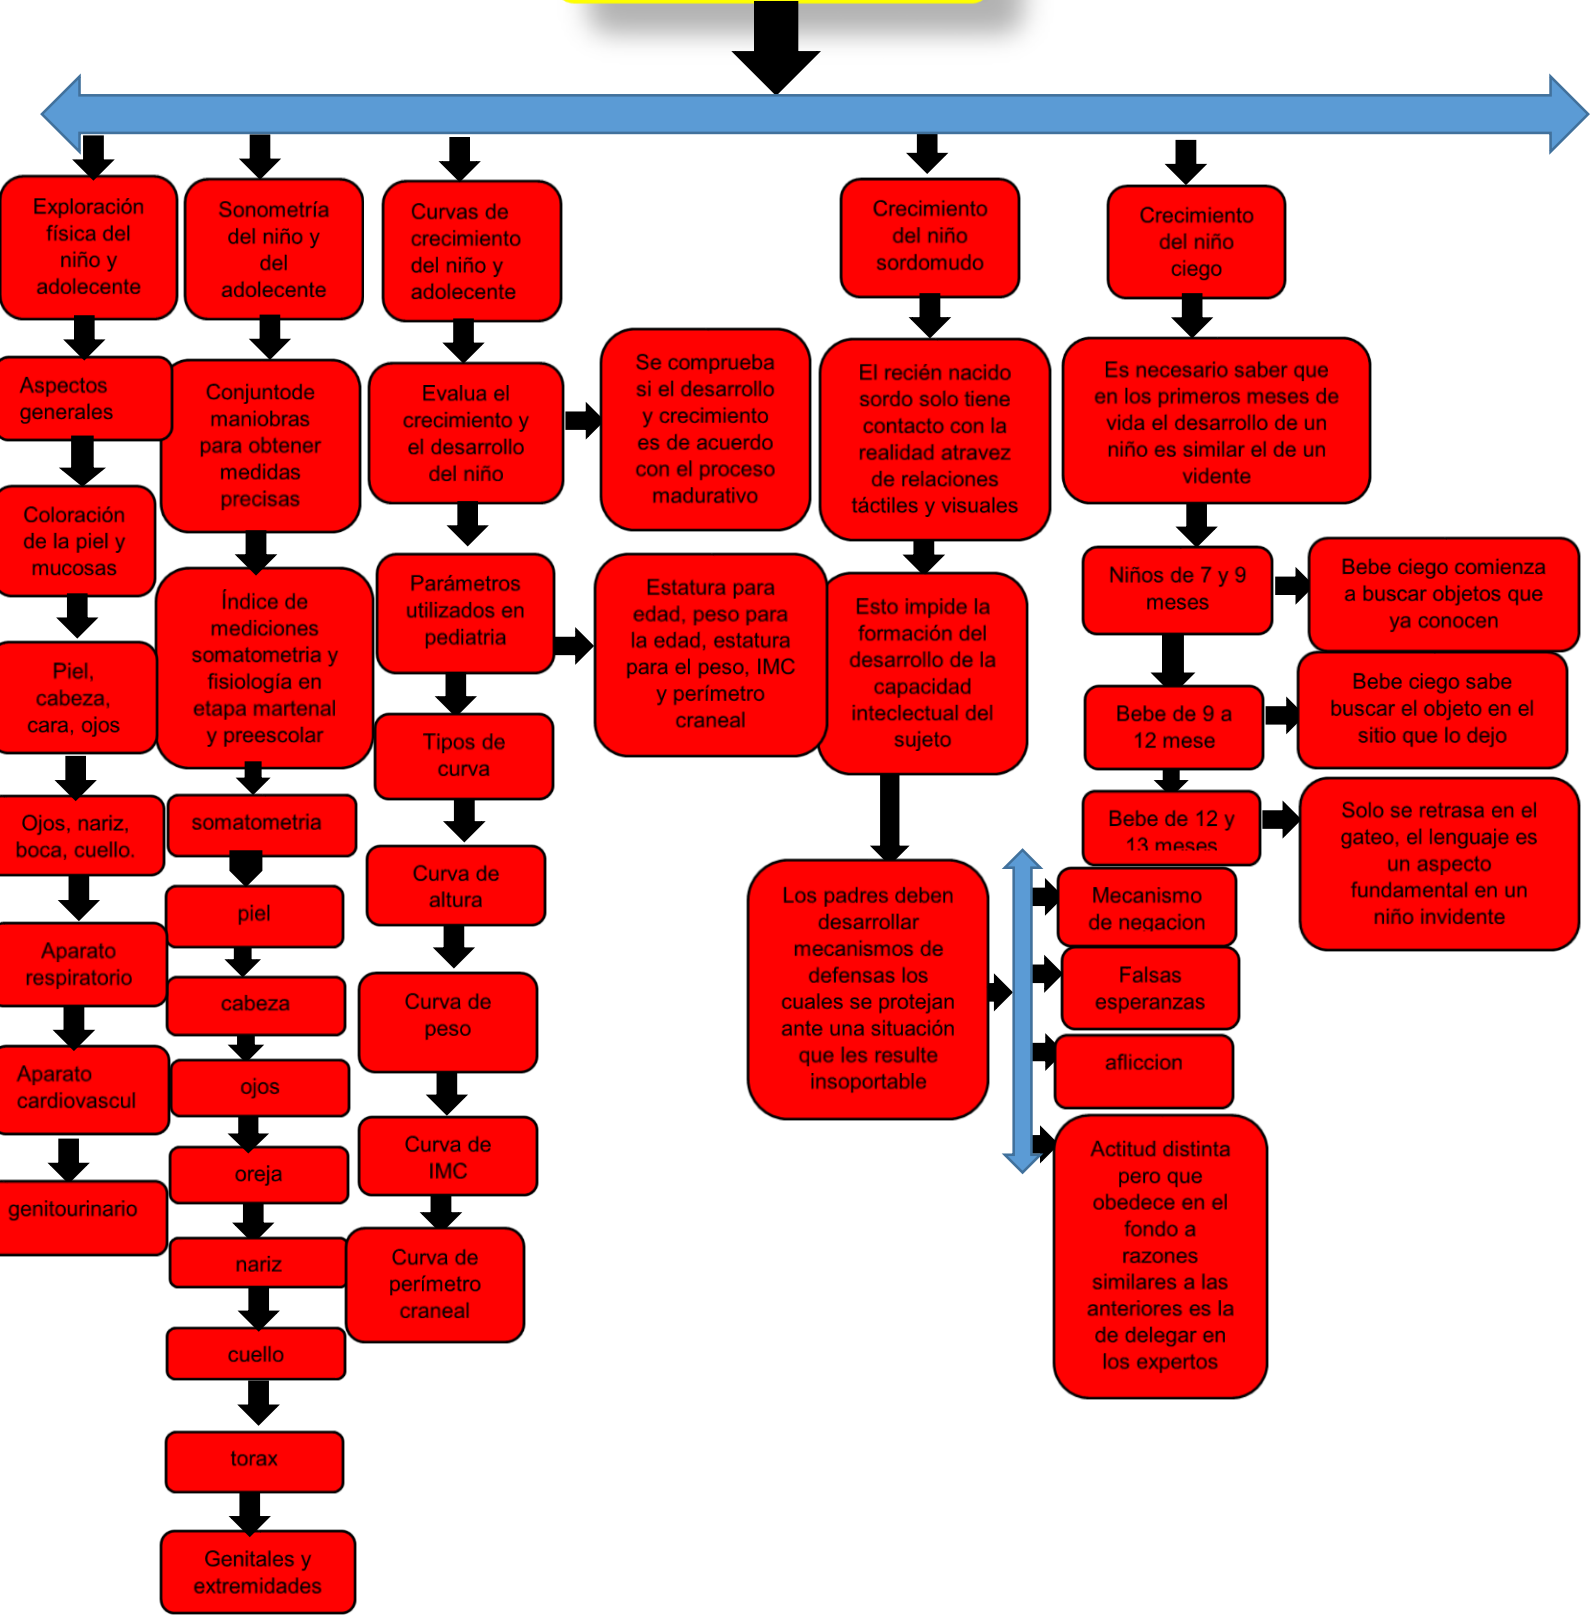 Exploración
física del
niño y
adolecente
Aspectos
generales
Coloración
de la piel y
mucosas
Piel,
cabeza,
cara, ojos
Ojos, nariz,
boca, cuello.
Aparato
respiratorio
Aparato
cardiovascul
genitourinario
Sonometría
del niño y
del
adolecente
Conjuntode
maniobras
para obtener
medidas
precisas
Índice de
mediciones
somatometria y
fisiología en
etapa martenal
y preescolar
somatometria
piel
cabeza
ojos
oreja
nariz
cuello
torax
Genitales y
extremidades
Curvas de
crecimiento
del niño y
adolecente
Evalua el
crecimiento y
el desarrollo
del niño
Se comprueba
si el desarrollo
y crecimiento
es de acuerdo
con el proceso
madurativo
Parámetros
utilizados en
pediatria
Estatura para
edad, peso para
la edad, estatura
para el peso, IMC
y perímetro
craneal
Tipos de
curva
Curva de
altura
Curva de
peso
Curva de
IMC
Curva de
perímetro
craneal
Crecimiento
del niño
sordomudo
El recién nacido
sordo solo tiene
contacto con la
realidad atravez
de relaciones
táctiles y visuales
Esto impide la
formación del
desarrollo de la
capacidad
inteclectual del
sujeto
Los padres deben
desarrollar
mecanismos de
defensas los
cuales se protejan
ante una situación
que les resulte
insoportable
Mecanismo
de negacion
Falsas
esperanzas
afliccion
Actitud distinta
pero que
obedece en el
fondo a
razones
similares a las
anteriores es la
de delegar en
los expertos
Crecimiento
del niño
ciego
Es necesario saber que
en los primeros meses de
vida el desarrollo de un
niño es similar el de un
vidente
Niños de 7 y 9
meses
Bebe ciego comienza
a buscar objetos que
ya conocen
Bebe de 9 a
12 mese
Bebe ciego sabe
buscar el objeto en el
sitio que lo dejo
Bebe de 12 y
13 meses
Solo se retrasa en el
gateo, el lenguaje es
un aspecto
fundamental en un
niño invidente